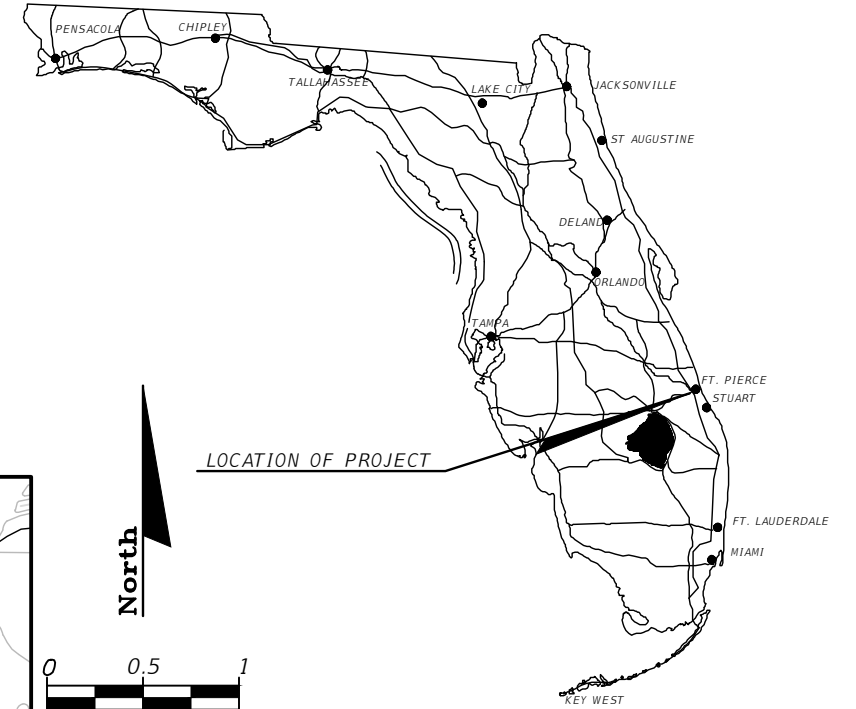 PENSACOLA
CHIPLEY
TALLAHASSEE
LAKE CITY
JACKSONVILLE
ST AUGUSTINE
DELAND
ORLANDO
TAMPA
FT. PIERCE
STUART
LOCATION OF PROJECT
FT. LAUDERDALE
MIAMI
North
0 0.5 1
KEY WEST